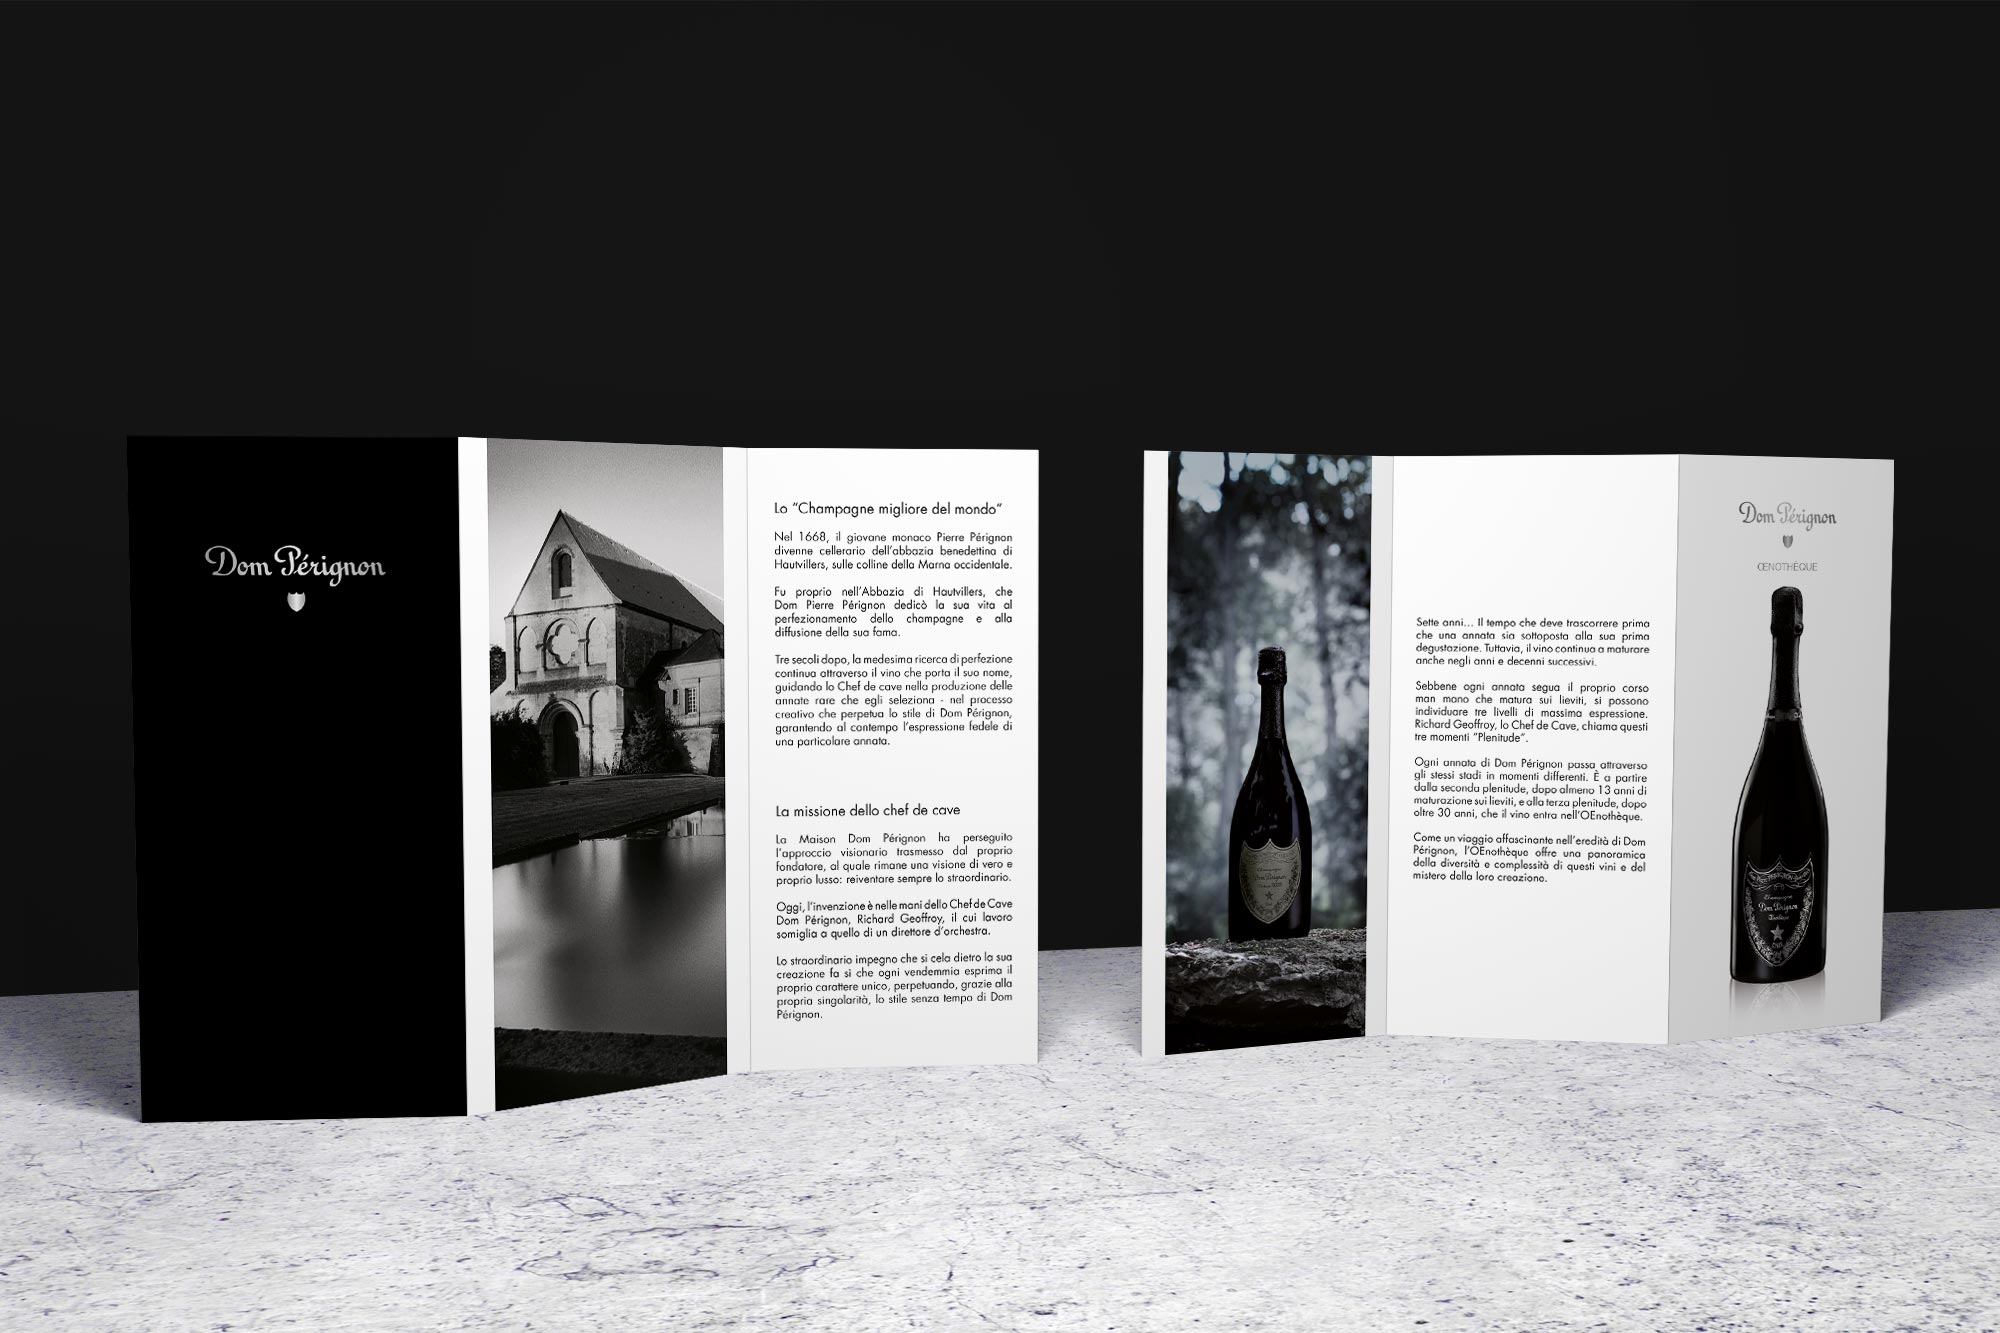 Dom Pérignon
Lo "Champagne migliore del mondo"
Nel 1668, il giovane monaco Pierre Pérignon
divenne cellerario dell'abbazia benedettina di
Hautvillers, sulle colline della Marna occidentale.
Fu proprio nell'Abbazia di Hautvillers, che
Dom Pierre Pérignon dedicò la sua vita al
perfezionamento dello champagne e alla
diffusione della sua fama.
Tre secoli dopo, la medesima ricerca di perfezione
continua attraverso il vino che porta il suo nome,
guidando lo Chef de cave nella produzione delle
annate rare che egli seleziona - nel processo
creativo che perpetua lo stile di Dom Pérignon,
garantendo al contempo l'espressione fedele di
una particolare annata.
La missione dello chef de cave
La Maison Dom Pérignon ha perseguito
l'approccio visionario trasmesso dal proprio
fondatore, al quale rimane una visione di vero e
proprio lusso: reiventare sempre lo straordinario.
Oggi, l'invenzione è nelle mani dello Chef de Cave
Dom Pérignon, Richard Geoffroy, il cui lavoro
somiglia a quello di un direttore d'orchestra.
Lo straordinario impegno che si cela dietro la sua
creazione fa sì che ogni vendemmia esprima il
proprio carattere unico, perpetuando, grazie alla
propria singolarità, lo stile senza tempo di Dom
Pérignon.
Champagne
Dom Pérignon
Sette anni... Il tempo che deve trascorrere prima
che una annata sia sottoposta alla sua prima
degustazione. Tuttavia, il vino continua a maturare
anche negli anni e decenni successivi.
Sebbene ogni annata segua il proprio corso
man mano che matura sui lieviti, si possono
individuare tre livelli di massima espressione.
Richard Geoffroy, lo Chef de Cave, chiama questi
tre momenti "Plenitude".
Ogni annata di Dom Pérignon passa attraverso
gli stessi stadi in momenti differenti. È a partire
dalla seconda plenitude, dopo almeno 13 anni di
maturazione sui lieviti, e alla terza plenitude, dopo
oltre 30 anni, che il vino entra nell'OEnothèque.
Come un viaggio affascinante nell'eredità di Dom
Pérignon, l'OEnothèque offre una panoramica
della diversità e complessità di questi vini e del
mistero della loro creazione.
Dom Pérignon
ŒNOTHÈQUE
Champagne
Dom Pérignon